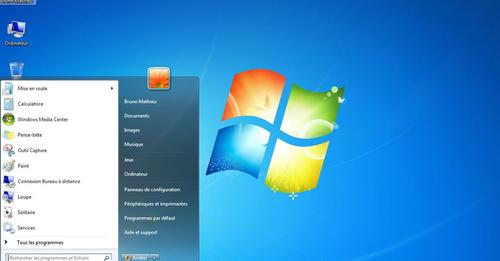 Bruno Mathieu
Ordinateur
Mise en route
Calculatrice
Windows Media Center
Pense-bête
Outil Capture
Paint
Connexion Bureau à distance
Loupe
Solitaire
Services
Tous les programmes
Rechercher les programmes et fichiers
Bruno Mathieu
Documents
Images
Musique
Jeux
Ordinateur
Panneau de configuration
Périphériques et imprimantes
Programmes par défaut
Aide et support
Arrêter